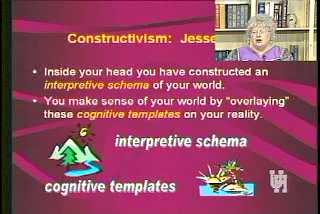 Constructivism: Jesse
• Inside your head you have constructed an
interpretive schema of your world.
• You make sense of your world by "overlaying"
these cognitive templates on your reality.
interpretive schema
cognitive templates
UH